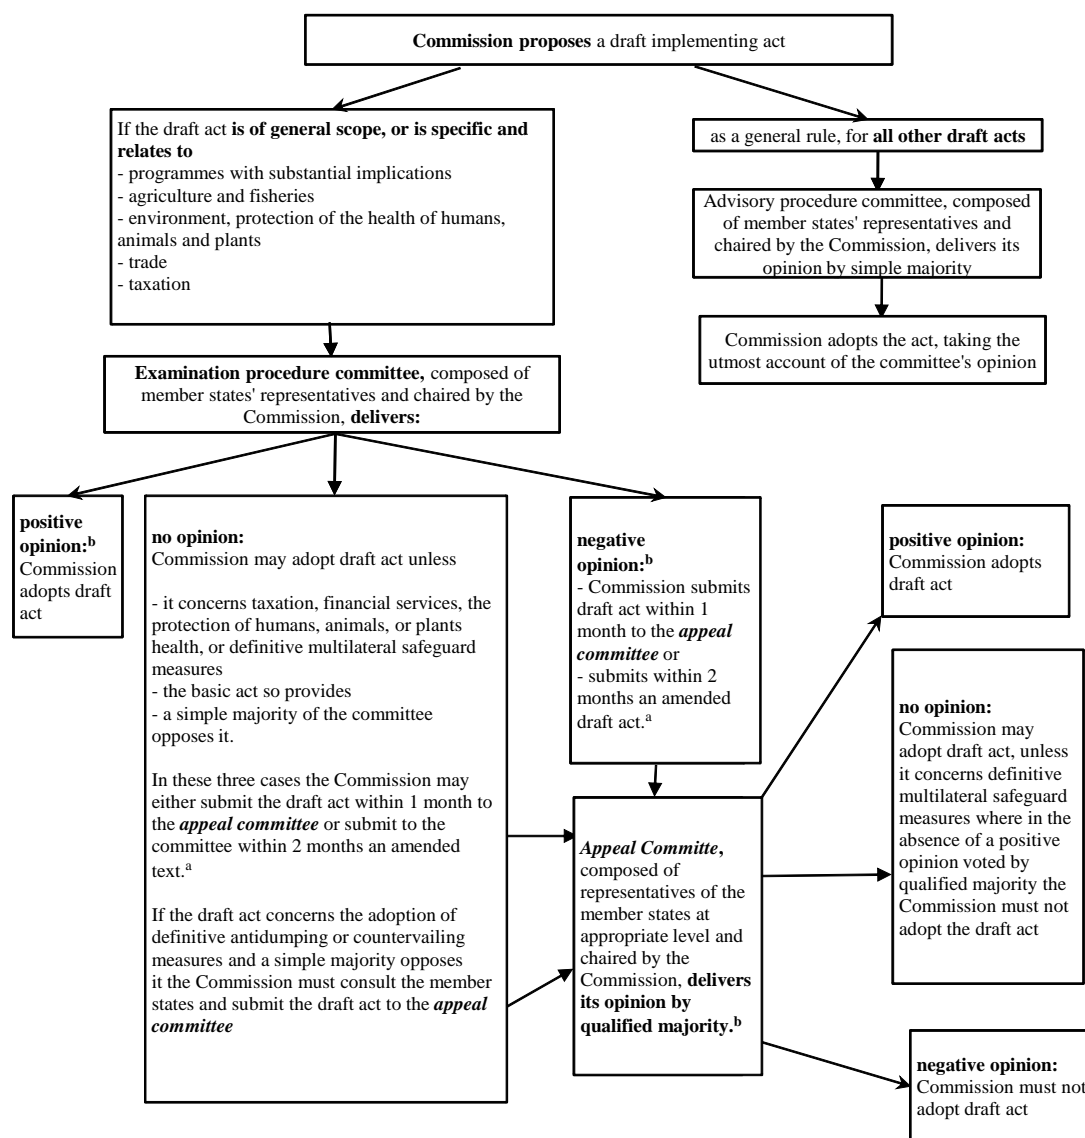 Commission proposes a draft implementing act
If the draft act is of general scope, or is specific and
relates to
- programmes with substantial implications
- agriculture and fisheries
- environment, protection of the health of humans,
animals and plants
- trade
- taxation
as a general rule, for all other draft acts
Advisory procedure committee, composed
of member states' representatives and
chaired by the Commission, delivers its
opinion by simple majority
Commission adopts the act, taking the
utmost account of the committee's opinion
Examination procedure committee, composed of
member states' representatives and chaired by the
Commission, delivers:
positive
opinion:ᵇ
Commission
adopts draft
act
no opinion:
Commission may adopt draft act unless
- it concerns taxation, financial services, the
protection of humans, animals, or plants
health, or definitive multilateral safeguard
measures
- the basic act so provides
- a simple majority of the committee
opposes it.
In these three cases the Commission may
either submit the draft act within 1 month to
the appeal committee or submit to the
committee within 2 months an amended
text.ᵃ
If the draft act concerns the adoption of
definitive antidumping or countervailing
measures and a simple majority opposes
it the Commission must consult the member
states and submit the draft act to the appeal
committee
negative
opinion:ᵇ
- Commission submits
draft act within 1
month to the appeal
committee or
- submits within 2
months an amended
draft act.ᵃ
Appeal Committe,
composed of
representatives of the
member states at
appropriate level and
chaired by the
Commission, delivers
its opinion by
qualified majority.ᵇ
positive opinion:
Commission adopts
draft act
no opinion:
Commission may
adopt draft act, unless
it concerns definitive
multilateral safeguard
measures where in the
absence of a positive
opinion voted by
qualified majority the
Commission must not
adopt the draft act
negative opinion:
Commission must not
adopt draft act